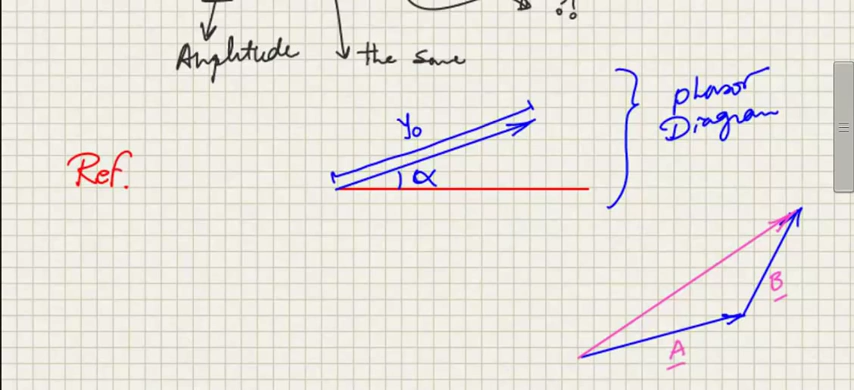 Amplitude
the same
Ref.
y₀
α
phasor
Diagram
A
B